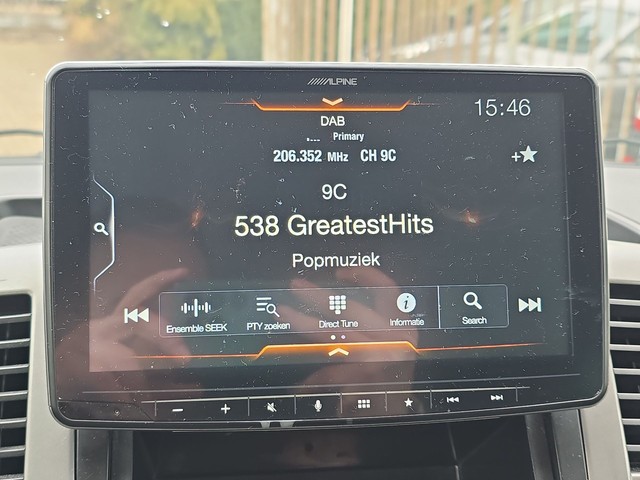 ALPINE
15:46
DAB
Primary
206.352 MHz CH 9C
+★
9C
538 GreatestHits
Popmuziek
Ensemble SEEK PTY zoeken Direct Tune Informatie Search
- +